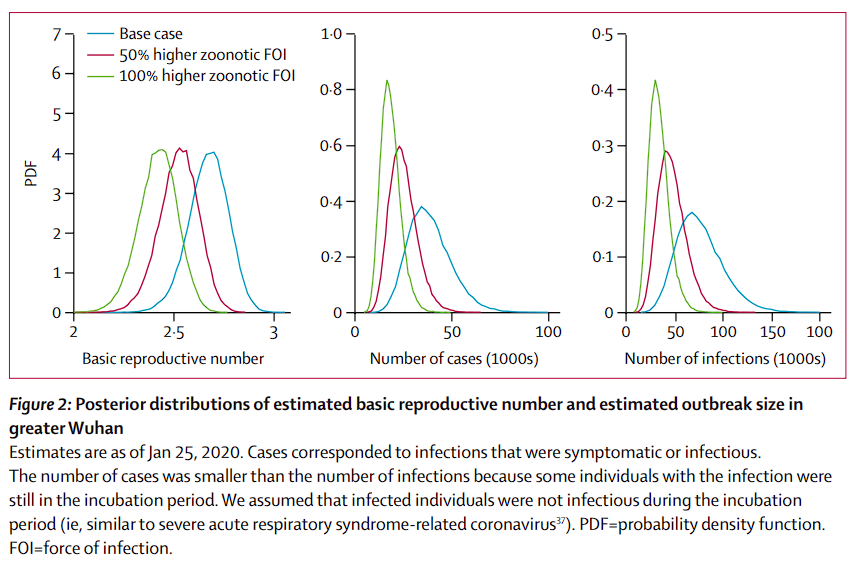 7
6
5
4
3
2
1
0
PDF
Base case
50% higher zoonotic FOI
100% higher zoonotic FOI
2
2·5
3
Basic reproductive number
1·0
0·8
0·6
0·4
0·2
0
0
50
100
Number of cases (1000s)
0·5
0·4
0·3
0·2
0·1
0
0
50
100
150
100
Number of infections (1000s)
Figure 2: Posterior distributions of estimated basic reproductive number and estimated outbreak size in
greater Wuhan
Estimates are as of Jan 25, 2020. Cases corresponded to infections that were symptomatic or infectious.
The number of cases was smaller than the number of infections because some individuals with the infection were
still in the incubation period. We assumed that infected individuals were not infectious during the incubation
period (ie, similar to severe acute respiratory syndrome-related coronavirus³⁷). PDF=probability density function.
FOI=force of infection.